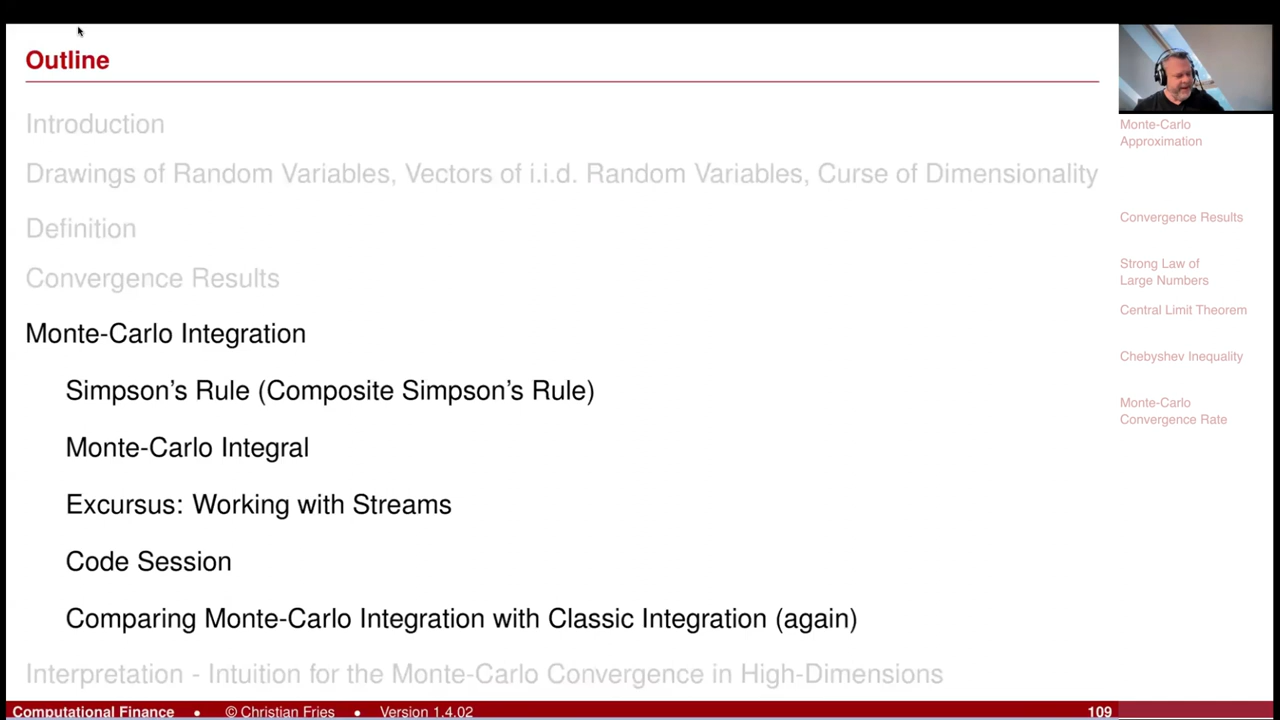 Outline
Introduction
Drawings of Random Variables, Vectors of i.i.d. Random Variables, Curse of Dimensionality
Definition
Convergence Results
Monte-Carlo Integration
Simpson's Rule (Composite Simpson's Rule)
Monte-Carlo Integral
Excursus: Working with Streams
Code Session
Comparing Monte-Carlo Integration with Classic Integration (again)
Interpretation - Intuition for the Monte-Carlo Convergence in High-Dimensions
Monte-Carlo
Approximation
Convergence Results
Strong Law of
Large Numbers
Central Limit Theorem
Chebyshev Inequality
Monte-Carlo
Convergence Rate
Computational Finance • © Christian Fries • Version 1.4.02 109